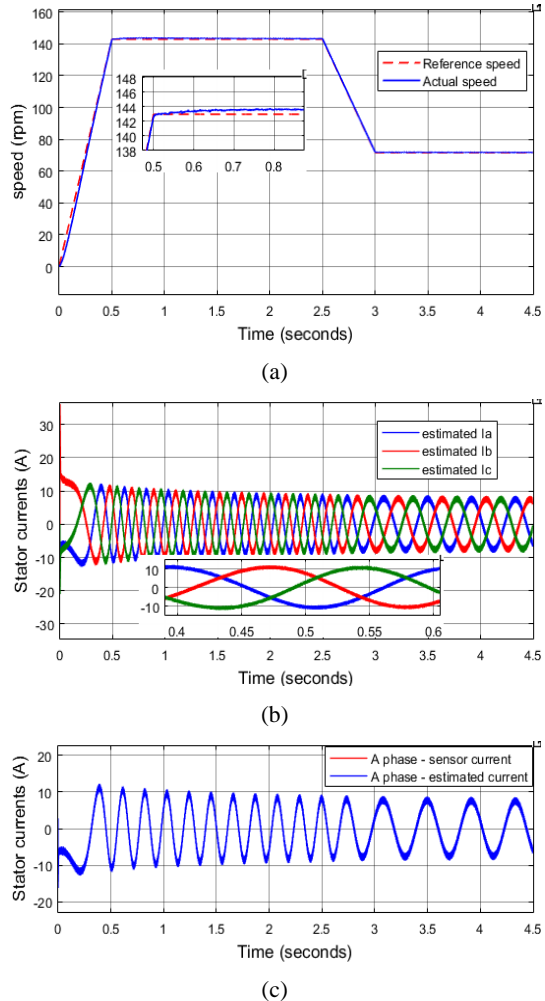 160
140
120
100
80
60
40
20
0
speed (rpm)
Reference speed
Actual speed
148
146
144
142
140
138
0.5 0.6 0.7 0.8
0 0.5 1 1.5 2 2.5 3 3.5 4 4.5
Time (seconds)
(a)
30
20
10
0
-10
-20
-30
Stator currents (A)
estimated Ia
estimated Ib
estimated Ic
10
0
-10
0.4 0.45 0.5 0.55 0.6
0 0.5 1 1.5 2 2.5 3 3.5 4 4.5
Time (seconds)
(b)
20
10
0
-10
-20
Stator currents (A)
A phase - sensor current
A phase - estimated current
0 0.5 1 1.5 2 2.5 3 3.5 4 4.5
Time (seconds)
(c)